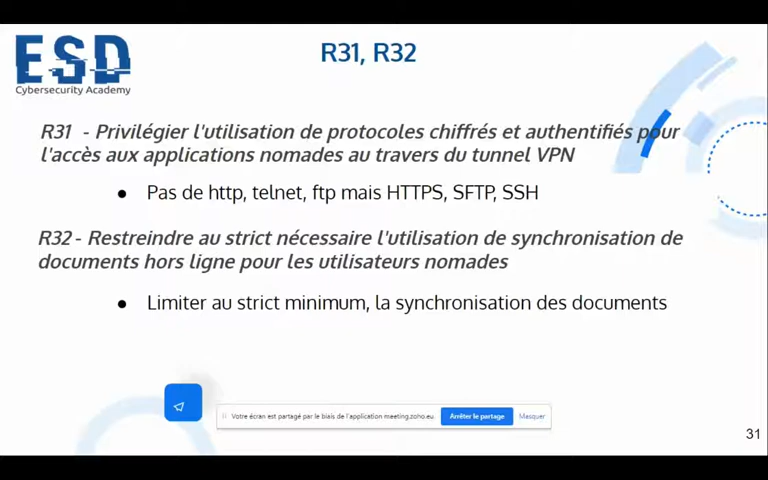 ESD
Cybersecurity Academy
R31, R32
R31 - Privilégier l'utilisation de protocoles chiffrés et authentifiés pour
l'accès aux applications nomades au travers du tunnel VPN
● Pas de http, telnet, ftp mais HTTPS, SFTP, SSH
R32 - Restreindre au strict nécessaire l'utilisation de synchronisation de
documents hors ligne pour les utilisateurs nomades
● Limiter au strict minimum, la synchronisation des documents
Votre écran est partagé par le biais de l'application meeting.zoho.eu. Arrêter le partage Masquer
31